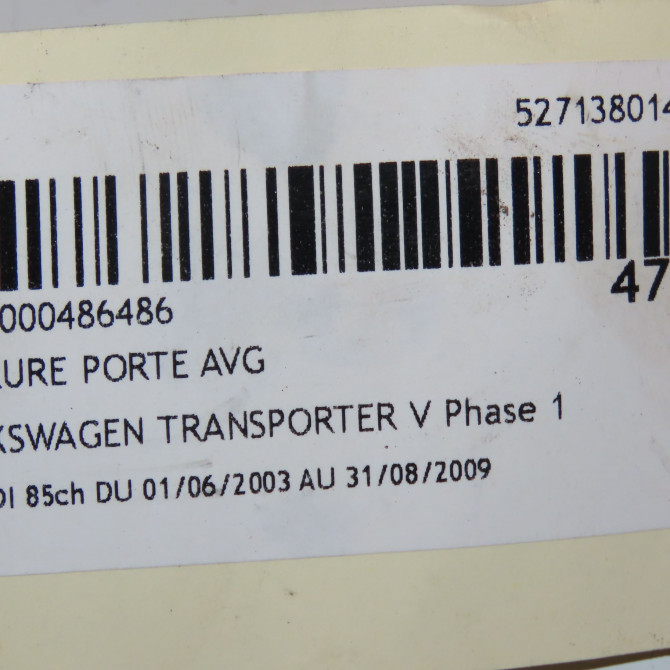 527138014
47
000486486
URE PORTE AVG
KSWAGEN TRANSPORTER V Phase 1
DI 85ch DU 01/06/2003 AU 31/08/2009